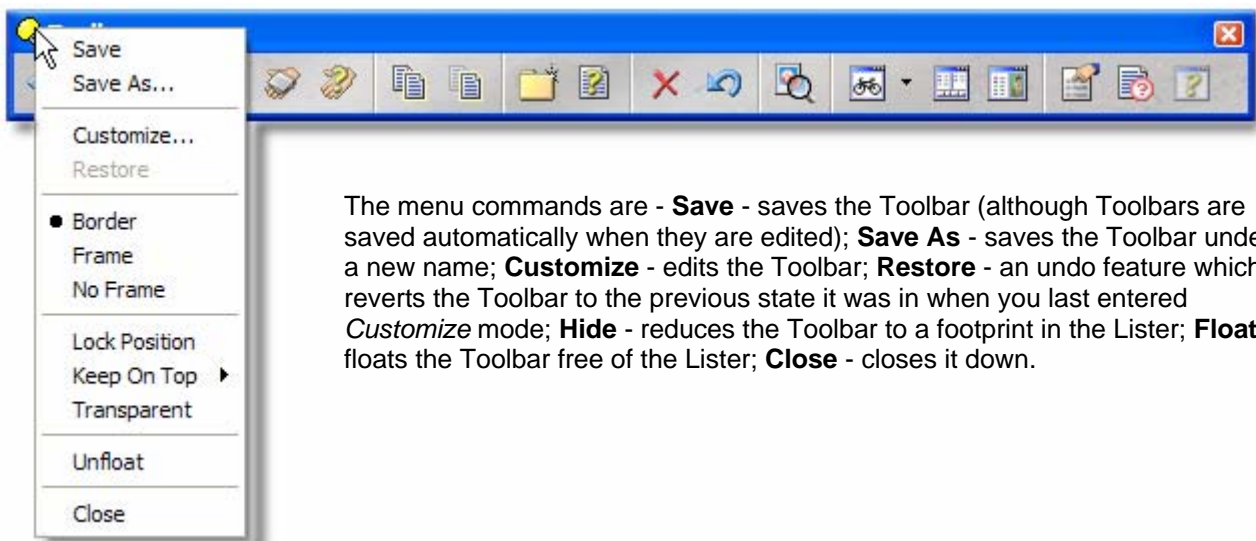 Save
Save As...
Customize...
Restore
Border
Frame
No Frame
Lock Position
Keep On Top
Transparent
Unfloat
Close
The menu commands are - Save - saves the Toolbar (although Toolbars are
saved automatically when they are edited); Save As - saves the Toolbar unde
a new name; Customize - edits the Toolbar; Restore - an undo feature which
reverts the Toolbar to the previous state it was in when you last entered
Customize mode; Hide - reduces the Toolbar to a footprint in the Lister; Float
floats the Toolbar free of the Lister; Close - closes it down.